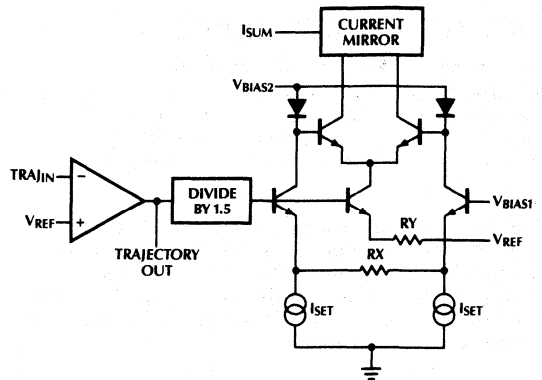 CURRENT
MIRROR
ISUM
VBIAS2
TRAJIN
−
VREF
+
DIVIDE
BY 1.5
TRAJECTORY
OUT
VBIAS1
RY
VREF
RX
ISET
ISET